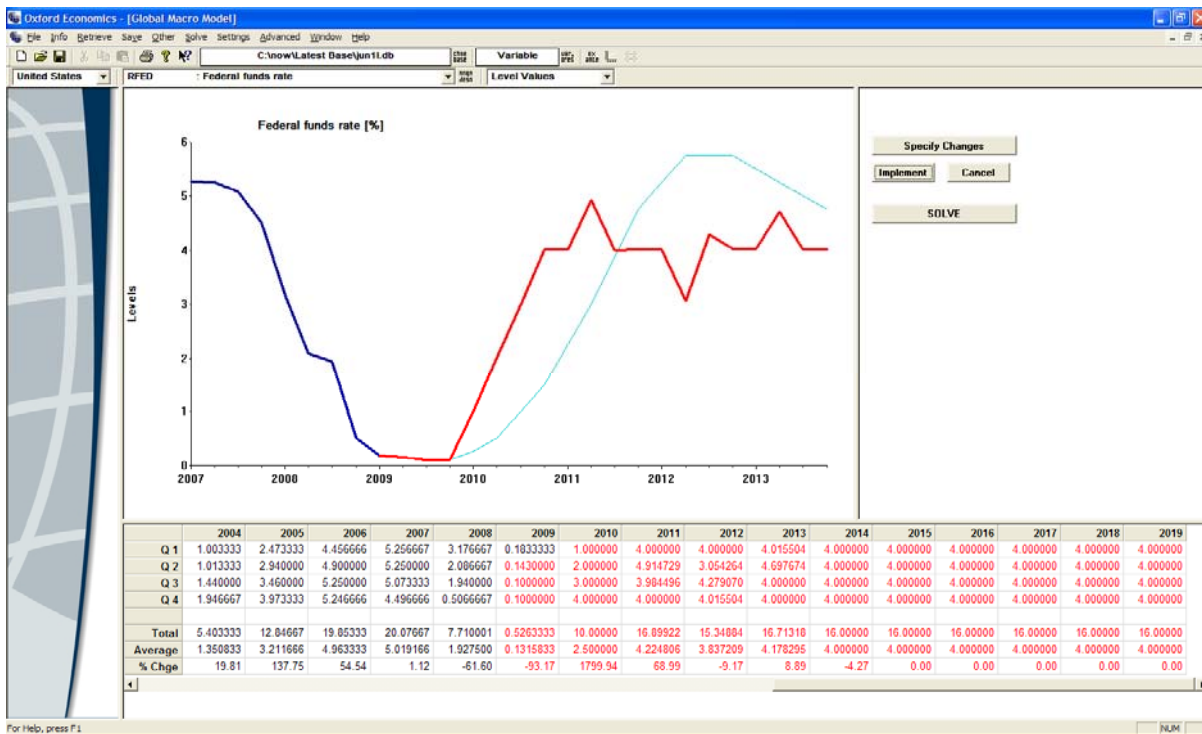 Oxford Economics - [Global Macro Model]
File Info Retrieve Save Other Solve Settings Advanced Window Help
C:\now\Latest Base\jun1l.db Variable
United States RFED : Federal funds rate Level Values
Federal funds rate [%]
Levels
6
5
4
3
2
1
0
2007 2008 2009 2010 2011 2012 2013
Specify Changes
Implement Cancel
SOLVE
2004 2005 2006 2007 2008 2009 2010 2011 2012 2013 2014 2015 2016 2017 2018 2019
Q 1 1.003333 2.473333 4.456666 5.256667 3.176667 0.1833333 1.000000 4.000000 4.000000 4.015504 4.000000 4.000000 4.000000 4.000000 4.000000 4.000000
Q 2 1.013333 2.940000 4.900000 5.250000 2.086667 0.1430000 2.000000 4.914729 3.054264 4.697674 4.000000 4.000000 4.000000 4.000000 4.000000 4.000000
Q 3 1.440000 3.460000 5.250000 5.073333 1.940000 0.1000000 3.000000 3.984496 4.279070 4.000000 4.000000 4.000000 4.000000 4.000000 4.000000 4.000000
Q 4 1.946667 3.973333 5.246666 4.496666 0.5066667 0.1000000 4.000000 4.000000 4.015504 4.000000 4.000000 4.000000 4.000000 4.000000 4.000000 4.000000
Total 5.403333 12.84667 19.85333 20.07667 7.710001 0.5263333 10.00000 16.89922 15.34884 16.71318 16.00000 16.00000 16.00000 16.00000 16.00000 16.00000
Average 1.350833 3.211666 4.963333 5.019166 1.927500 0.1315833 2.500000 4.224806 3.837209 4.178295 4.000000 4.000000 4.000000 4.000000 4.000000 4.000000
% Chge 19.81 137.75 54.54 1.12 -61.60 -93.17 1799.94 68.99 -9.17 8.89 -4.27 0.00 0.00 0.00 0.00 0.00
For Help, press F1 NUM